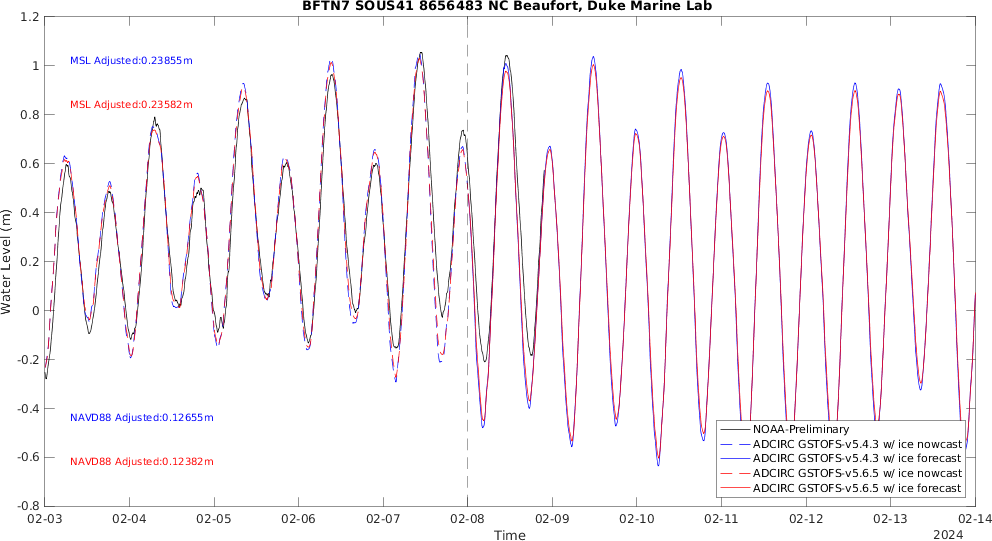 BFTN7 SOUS41 8656483 NC Beaufort, Duke Marine Lab
1.2
1
0.8
0.6
0.4
0.2
0
-0.2
-0.4
-0.6
-0.8
Water Level (m)
MSL Adjusted:0.23855m
MSL Adjusted:0.23582m
NAVD88 Adjusted:0.12655m
NAVD88 Adjusted:0.12382m
NOAA-Preliminary
ADCIRC GSTOFS-v5.4.3 w/ ice nowcast
ADCIRC GSTOFS-v5.4.3 w/ ice forecast
ADCIRC GSTOFS-v5.6.5 w/ ice nowcast
ADCIRC GSTOFS-v5.6.5 w/ ice forecast
02-03 02-04 02-05 02-06 02-07 02-08 02-09 02-10 02-11 02-12 02-13 02-14
Time
2024